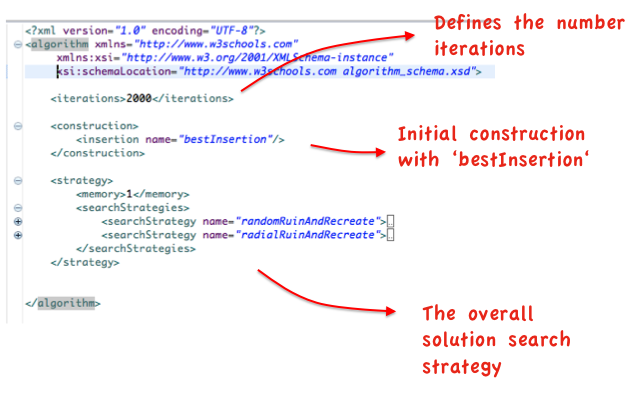 <?xml version="1.0" encoding="UTF-8"?>
<algorithm xmlns="http://www.w3schools.com"
xmlns:xsi="http://www.w3.org/2001/XMLSchema-instance"
xsi:schemaLocation="http://www.w3schools.com algorithm_schema.xsd">
<iterations>2000</iterations>
<construction>
<insertion name="bestInsertion"/>
</construction>
<strategy>
<memory>1</memory>
<searchStrategies>
<searchStrategy name="randomRuinAndRecreate">
<searchStrategy name="radialRuinAndRecreate">
</searchStrategies>
</strategy>
</algorithm>
Defines the number
iterations
Initial construction
with 'bestInsertion'
The overall
solution search
strategy